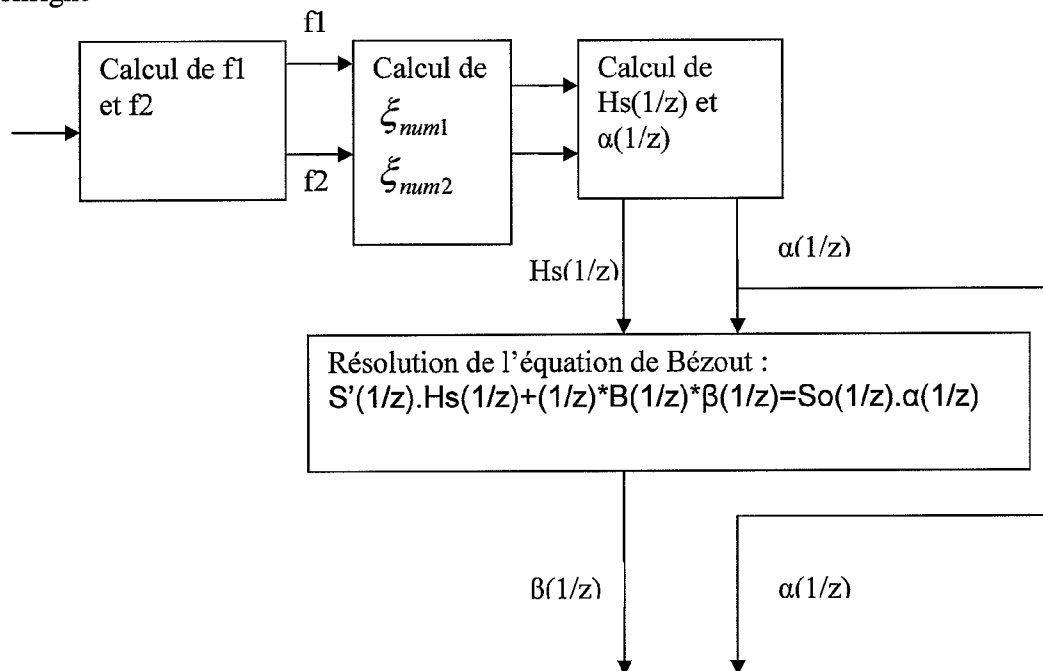 f1
Calcul de f1
et f2
f2
Calcul de
ξnum1
ξnum2
Calcul de
Hs(1/z) et
α(1/z)
Hs(1/z)
α(1/z)
Résolution de l’équation de Bézout :
S’(1/z).Hs(1/z)+(1/z)*B(1/z)*β(1/z)=So(1/z).α(1/z)
β(1/z)
α(1/z)